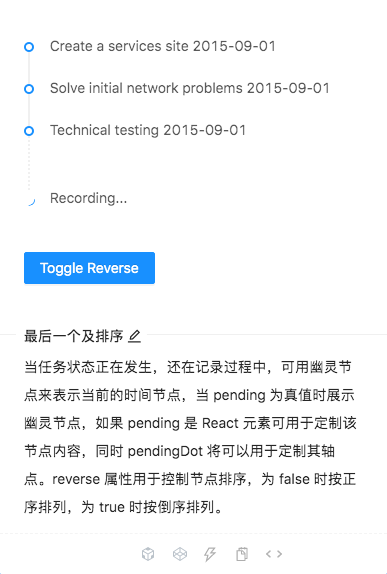 Create a services site 2015-09-01
Solve initial network problems 2015-09-01
Technical testing 2015-09-01
Recording...
Toggle Reverse
最后一个及排序
当任务状态正在发生，还在记录过程中，可用幽灵节
点来表示当前的时间节点，当 pending 为真值时展示
幽灵节点，如果 pending 是 React 元素可用于定制该
节点内容，同时 pendingDot 将可以用于定制其轴
点。reverse 属性用于控制节点排序，为 false 时按正
序排列，为 true 时按倒序排列。